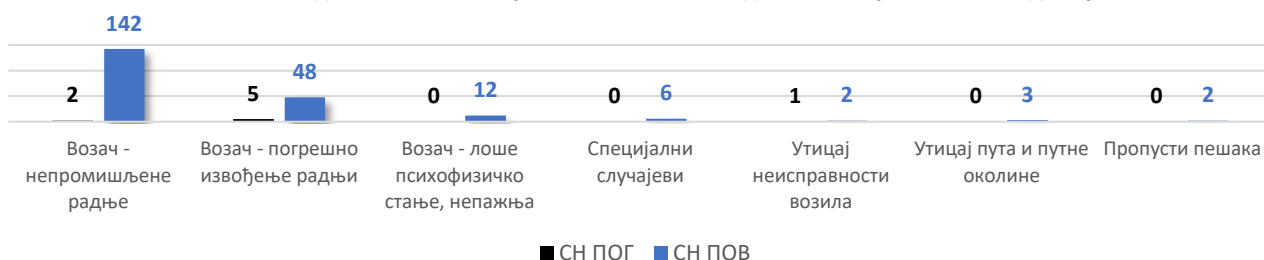 142
2
5
48
0
12
0
6
1
2
0
3
0
2
Возач -
непромишљене
радње
Возач - погрешно
извођење радњи
Возач - лоше
психофизичко
стање, непажња
Специјални
случајеви
Утицај
неисправности
возила
Утицај пута и путне
околине
Пропусти пешака
СН ПОГ
СН ПОВ